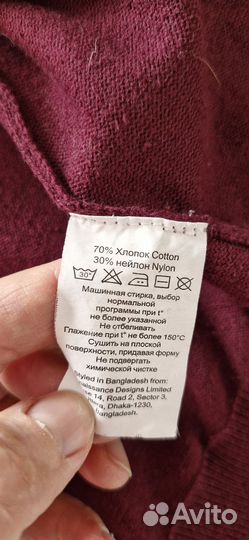 70% Хлопок Cotton
30% нейлон Nylon
30°
Машинная стирка, выбор
нормальной
программы при t°
не более указанной
Не отбеливать
Глажение при t° не более 150°C
Сушить на плоской
поверхности, придавая форму
Не подвергать
химической чистке
in Bangladesh from:
Designs Limited
14, Road 2, Sector 3,
Dhaka-1230,
Avito